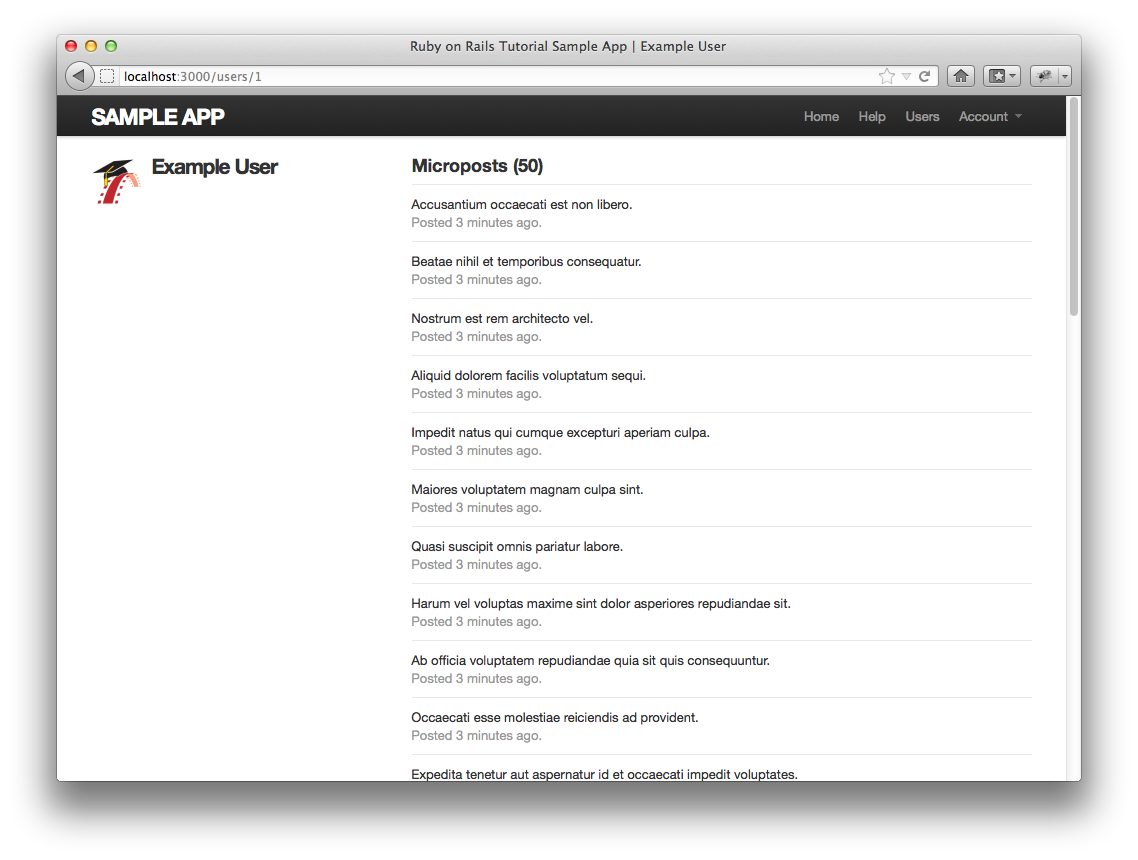 Ruby on Rails Tutorial Sample App | Example User
localhost:3000/users/1
SAMPLE APP
Home Help Users Account
Example User
Microposts (50)
Accusantium occaecati est non libero.
Posted 3 minutes ago.
Beatae nihil et temporibus consequatur.
Posted 3 minutes ago.
Nostrum est rem architecto vel.
Posted 3 minutes ago.
Aliquid dolorem facilis voluptatum sequi.
Posted 3 minutes ago.
Impedit natus qui cumque excepturi aperiam culpa.
Posted 3 minutes ago.
Maiores voluptatem magnam culpa sint.
Posted 3 minutes ago.
Quasi suscipit omnis pariatur labore.
Posted 3 minutes ago.
Harum vel voluptas maxime sint dolor asperiores repudiandae sit.
Posted 3 minutes ago.
Ab officia voluptatem repudiandae quia sit quis consequuntur.
Posted 3 minutes ago.
Occaecati esse molestiae reiciendis ad provident.
Posted 3 minutes ago.
Expedita tenetur aut aspernatur id et occaecati impedit voluptates.